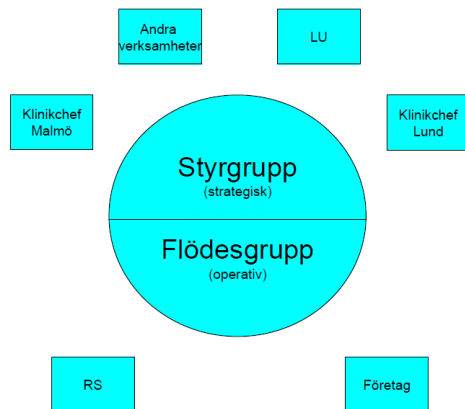 Andra
verksamheter
LU
Klinikchef
Malmö
Klinikchef
Lund
Styrgrupp
(strategisk)
Flödesgrupp
(operativ)
RS
Företag